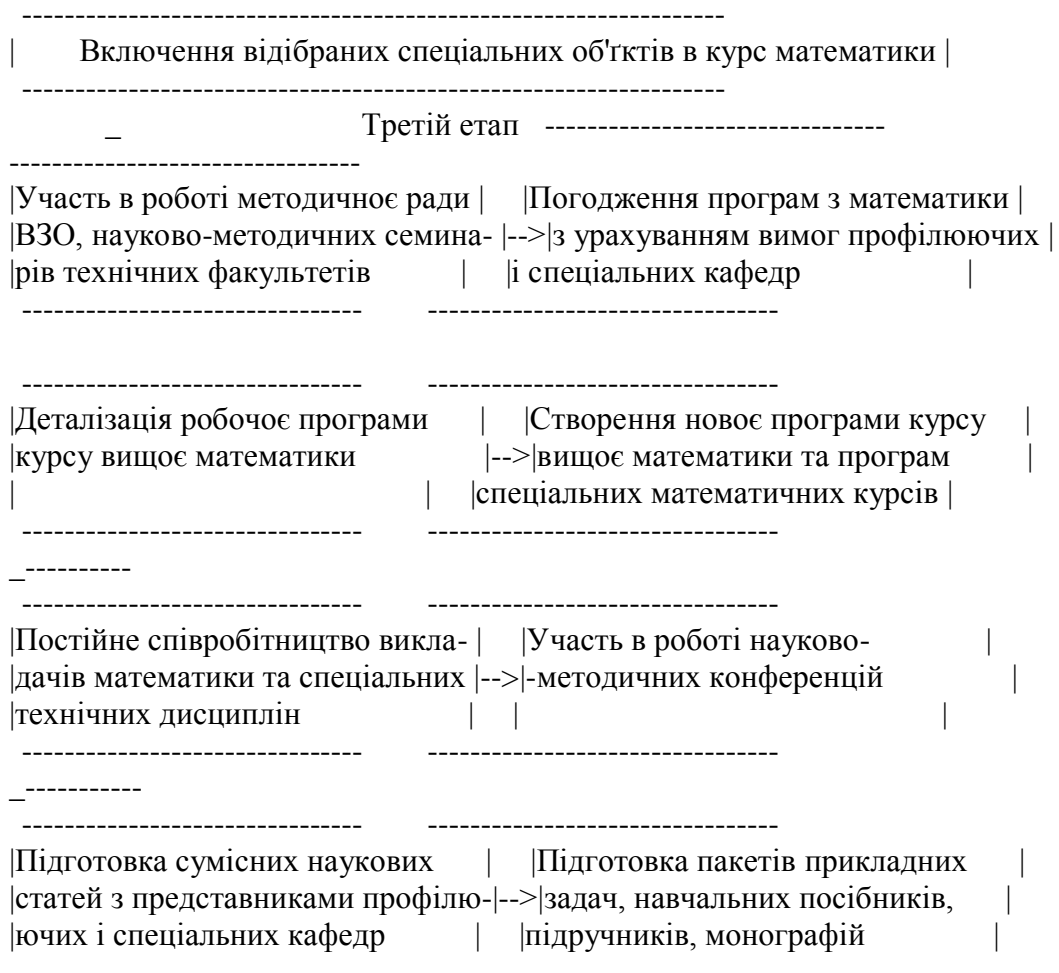 -------------------------------------------------------------------
| Включення відібраних спеціальних об'ґктів в курс математики |
-------------------------------------------------------------------
_ Третій етап --------------------------------
---------------------------------
|Участь в роботі методичноє ради | |Погодження програм з математики |
|ВЗО, науково-методичних семина- |-->|з урахуванням вимог профілюючих |
|рів технічних факультетів | |і спеціальних кафедр |
-------------------------------- ---------------------------------
-------------------------------- ---------------------------------
|Деталізація робочоє програми | |Створення новоє програми курсу |
|курсу вищоє математики |-->|вищоє математики та програм |
| | |спеціальних математичних курсів |
-------------------------------- ---------------------------------
_----------
-------------------------------- ---------------------------------
|Постійне співробітництво викла- | |Участь в роботі науково- |
|дачів математики та спеціальних |-->|-методичних конференцій |
|технічних дисциплін | | |
-------------------------------- ---------------------------------
_-----------
-------------------------------- ---------------------------------
|Підготовка сумісних наукових | |Підготовка пакетів прикладних |
|статей з представниками профілю-|-->|задач, навчальних посібників, |
|ючих і спеціальних кафедр | |підручників, монографій |